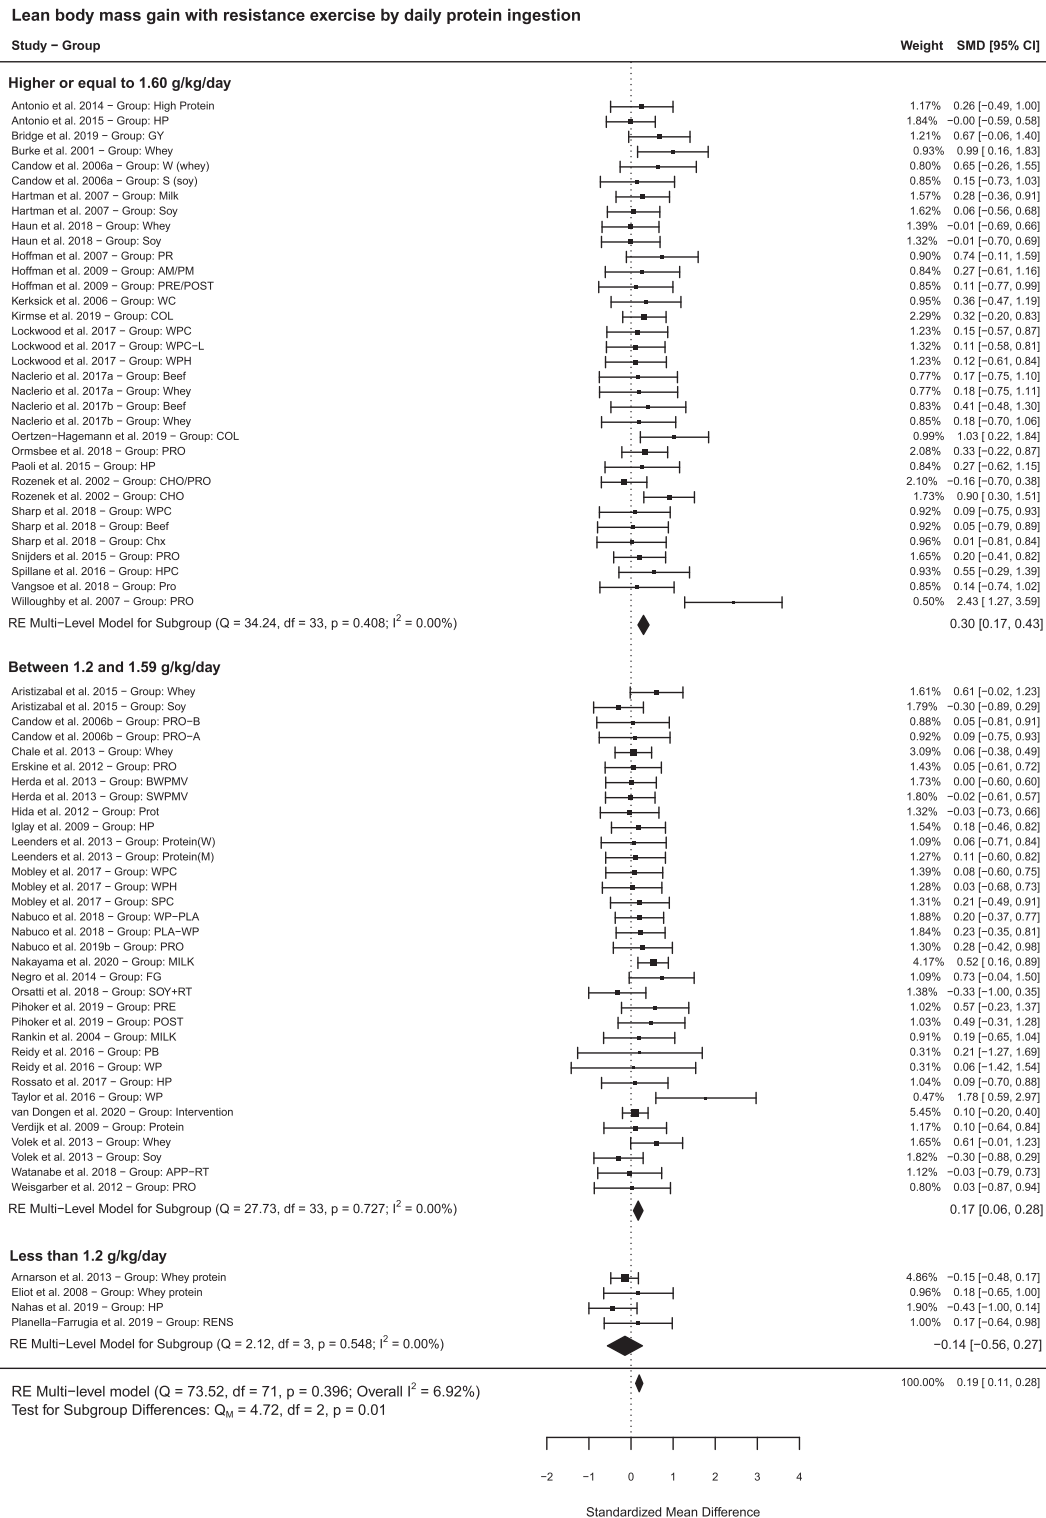 Lean body mass gain with resistance exercise by daily protein ingestion
Study − Group Weight SMD [95% CI]
Higher or equal to 1.60 g/kg/day
Antonio et al. 2014 − Group: High Protein 1.17% 0.26 [−0.49, 1.00]
Antonio et al. 2015 − Group: HP 1.84% −0.00 [−0.59, 0.58]
Bridge et al. 2019 − Group: GY 1.21% 0.67 [−0.06, 1.40]
Burke et al. 2001 − Group: Whey 0.93% 0.99 [ 0.16, 1.83]
Candow et al. 2006a − Group: W (whey) 0.80% 0.65 [−0.26, 1.55]
Candow et al. 2006a − Group: S (soy) 0.85% 0.15 [−0.73, 1.03]
Hartman et al. 2007 − Group: Milk 1.57% 0.28 [−0.36, 0.91]
Hartman et al. 2007 − Group: Soy 1.62% 0.06 [−0.56, 0.68]
Haun et al. 2018 − Group: Whey 1.39% −0.01 [−0.69, 0.66]
Haun et al. 2018 − Group: Soy 1.32% −0.01 [−0.70, 0.69]
Hoffman et al. 2007 − Group: PR 0.90% 0.74 [−0.11, 1.59]
Hoffman et al. 2009 − Group: AM/PM 0.84% 0.27 [−0.61, 1.16]
Hoffman et al. 2009 − Group: PRE/POST 0.85% 0.11 [−0.77, 0.99]
Kerksick et al. 2006 − Group: WC 0.95% 0.36 [−0.47, 1.19]
Kirmse et al. 2019 − Group: COL 2.29% 0.32 [−0.20, 0.83]
Lockwood et al. 2017 − Group: WPC 1.23% 0.15 [−0.57, 0.87]
Lockwood et al. 2017 − Group: WPC−L 1.32% 0.11 [−0.58, 0.81]
Lockwood et al. 2017 − Group: WPH 1.23% 0.12 [−0.61, 0.84]
Naclerio et al. 2017a − Group: Beef 0.77% 0.17 [−0.75, 1.10]
Naclerio et al. 2017a − Group: Whey 0.77% 0.18 [−0.75, 1.11]
Naclerio et al. 2017b − Group: Beef 0.83% 0.41 [−0.48, 1.30]
Naclerio et al. 2017b − Group: Whey 0.85% 0.18 [−0.70, 1.06]
Oertzen-Hagemann et al. 2019 − Group: COL 0.99% 1.03 [ 0.22, 1.84]
Ormsbee et al. 2018 − Group: PRO 2.08% 0.33 [−0.22, 0.87]
Paoli et al. 2015 − Group: HP 0.84% 0.27 [−0.62, 1.15]
Rozenek et al. 2002 − Group: CHO/PRO 2.10% −0.16 [−0.70, 0.38]
Rozenek et al. 2002 − Group: CHO 1.73% 0.90 [ 0.30, 1.51]
Sharp et al. 2018 − Group: WPC 0.92% 0.09 [−0.75, 0.93]
Sharp et al. 2018 − Group: Beef 0.92% 0.05 [−0.79, 0.89]
Sharp et al. 2018 − Group: Chx 0.96% 0.01 [−0.81, 0.84]
Snijders et al. 2015 − Group: PRO 1.65% 0.20 [−0.41, 0.82]
Spillane et al. 2016 − Group: HPC 0.93% 0.55 [−0.29, 1.39]
Vangsoe et al. 2018 − Group: Pro 0.85% 0.14 [−0.74, 1.02]
Willoughby et al. 2007 − Group: PRO 0.50% 2.43 [ 1.27, 3.59]
RE Multi−Level Model for Subgroup (Q = 34.24, df = 33, p = 0.408; I² = 0.00%) 0.30 [0.17, 0.43]
Between 1.2 and 1.59 g/kg/day
Aristizabal et al. 2015 − Group: Whey 1.61% 0.61 [−0.02, 1.23]
Aristizabal et al. 2015 − Group: Soy 1.79% −0.30 [−0.89, 0.29]
Candow et al. 2006b − Group: PRO−B 0.88% 0.05 [−0.81, 0.91]
Candow et al. 2006b − Group: PRO−A 0.92% 0.09 [−0.75, 0.93]
Chale et al. 2013 − Group: Whey 3.09% 0.06 [−0.38, 0.49]
Erskine et al. 2012 − Group: PRO 1.43% 0.05 [−0.61, 0.72]
Herda et al. 2013 − Group: BWPMV 1.73% 0.00 [−0.60, 0.60]
Herda et al. 2013 − Group: SWPMV 1.80% −0.02 [−0.61, 0.57]
Hida et al. 2012 − Group: Prot 1.32% −0.03 [−0.73, 0.66]
Iglay et al. 2009 − Group: HP 1.54% 0.18 [−0.46, 0.82]
Leenders et al. 2013 − Group: Protein(W) 1.09% 0.06 [−0.71, 0.84]
Leenders et al. 2013 − Group: Protein(M) 1.27% 0.11 [−0.60, 0.82]
Mobley et al. 2017 − Group: WPC 1.39% 0.08 [−0.60, 0.75]
Mobley et al. 2017 − Group: WPH 1.28% 0.03 [−0.68, 0.73]
Mobley et al. 2017 − Group: SPC 1.31% 0.21 [−0.49, 0.91]
Nabuco et al. 2018 − Group: WP−PLA 1.88% 0.20 [−0.37, 0.77]
Nabuco et al. 2018 − Group: PLA−WP 1.84% 0.23 [−0.35, 0.81]
Nabuco et al. 2019b − Group: PRO 1.30% 0.28 [−0.42, 0.98]
Nakayama et al. 2020 − Group: MILK 4.17% 0.52 [ 0.16, 0.89]
Negro et al. 2014 − Group: FG 1.09% 0.73 [−0.04, 1.50]
Orsatti et al. 2018 − Group: SOY+RT 1.38% −0.33 [−1.00, 0.35]
Pihoker et al. 2019 − Group: PRE 1.02% 0.57 [−0.23, 1.37]
Pihoker et al. 2019 − Group: POST 1.03% 0.49 [−0.31, 1.28]
Rankin et al. 2004 − Group: MILK 0.91% 0.19 [−0.65, 1.04]
Reidy et al. 2016 − Group: PB 0.31% 0.21 [−1.27, 1.69]
Reidy et al. 2016 − Group: WP 0.31% 0.06 [−1.42, 1.54]
Rossato et al. 2017 − Group: HP 1.04% 0.09 [−0.70, 0.88]
Taylor et al. 2016 − Group: WP 0.47% 1.78 [ 0.59, 2.97]
van Dongen et al. 2020 − Group: Intervention 5.45% 0.10 [−0.20, 0.40]
Verdijk et al. 2009 − Group: Protein 1.17% 0.10 [−0.64, 0.84]
Volek et al. 2013 − Group: Whey 1.65% 0.61 [−0.01, 1.23]
Volek et al. 2013 − Group: Soy 1.82% −0.30 [−0.88, 0.29]
Watanabe et al. 2018 − Group: APP−RT 1.12% −0.03 [−0.79, 0.73]
Weisgarber et al. 2012 − Group: PRO 0.80% 0.03 [−0.87, 0.94]
RE Multi−Level Model for Subgroup (Q = 27.73, df = 33, p = 0.727; I² = 0.00%) 0.17 [0.06, 0.28]
Less than 1.2 g/kg/day
Arnarson et al. 2013 − Group: Whey protein 4.86% −0.15 [−0.48, 0.17]
Eliot et al. 2008 − Group: Whey protein 0.96% 0.18 [−0.65, 1.00]
Nahas et al. 2019 − Group: HP 1.90% −0.43 [−1.00, 0.14]
Planella−Farrugia et al. 2019 − Group: RENS 1.00% 0.17 [−0.64, 0.98]
RE Multi−Level Model for Subgroup (Q = 2.12, df = 3, p = 0.548; I² = 0.00%) −0.14 [−0.56, 0.27]
RE Multi−level model (Q = 73.52, df = 71, p = 0.396; Overall I² = 6.92%) 100.00% 0.19 [ 0.11, 0.28]
Test for Subgroup Differences: Q_M = 4.72, df = 2, p = 0.01
−2 −1 0 1 2 3 4
Standardized Mean Difference